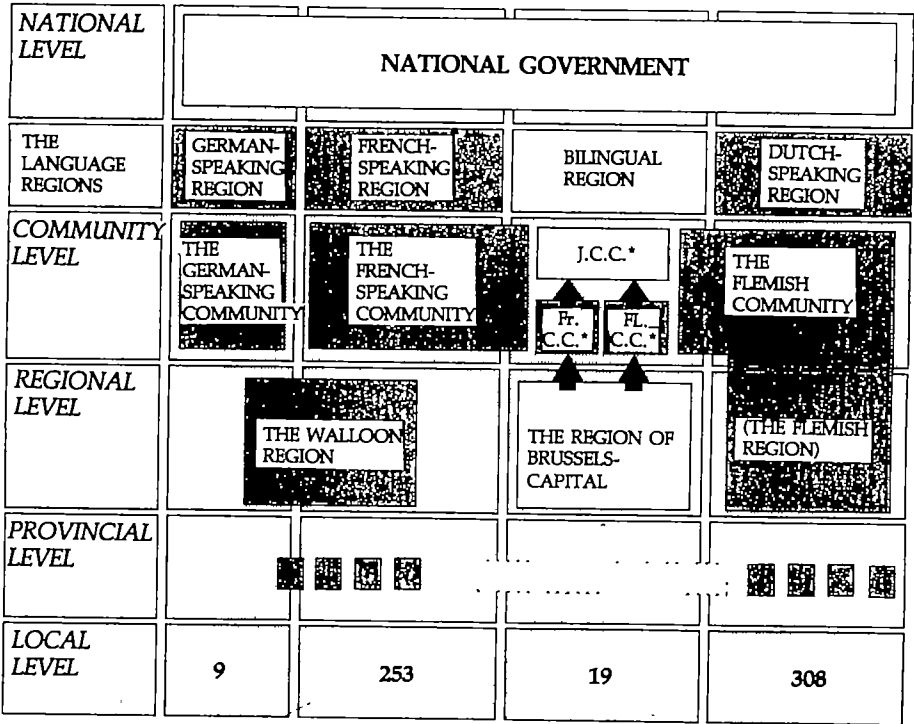 NATIONAL
LEVEL
NATIONAL GOVERNMENT
THE
LANGUAGE
REGIONS
GERMAN-
SPEAKING
REGION
FRENCH-
SPEAKING
REGION
BILINGUAL
REGION
DUTCH-
SPEAKING
REGION
COMMUNITY
LEVEL
THE
GERMAN-
SPEAKING
COMMUNITY
THE
FRENCH-
SPEAKING
COMMUNITY
J.C.C.*
Fr.
C.C.*
FL.
C.C.*
THE
FLEMISH
COMMUNITY
REGIONAL
LEVEL
THE WALLOON
REGION
THE REGION OF
BRUSSELS-
CAPITAL
(THE FLEMISH
REGION)
PROVINCIAL
LEVEL
LOCAL
LEVEL
9
253
19
308